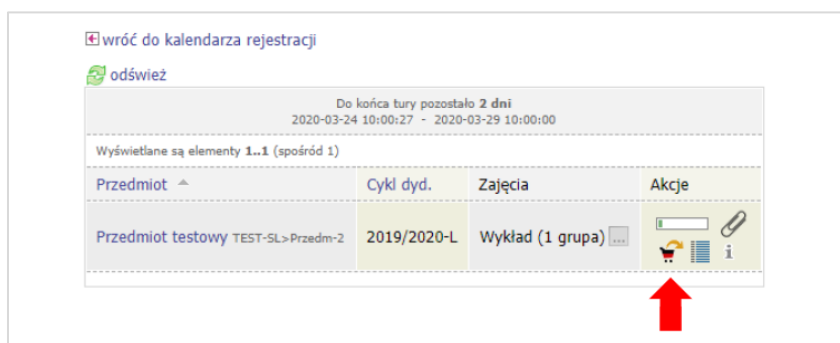 wróć do kalendarza rejestracji
odśwież
Do końca tury pozostało 2 dni
2020-03-24 10:00:27 - 2020-03-29 10:00:00
Wyświetlane są elementy 1..1 (spośród 1)
Przedmiot Cykl dyd. Zajęcia Akcje
Przedmiot testowy TEST-SL>Przedm-2 2019/2020-L Wykład (1 grupa) ... i